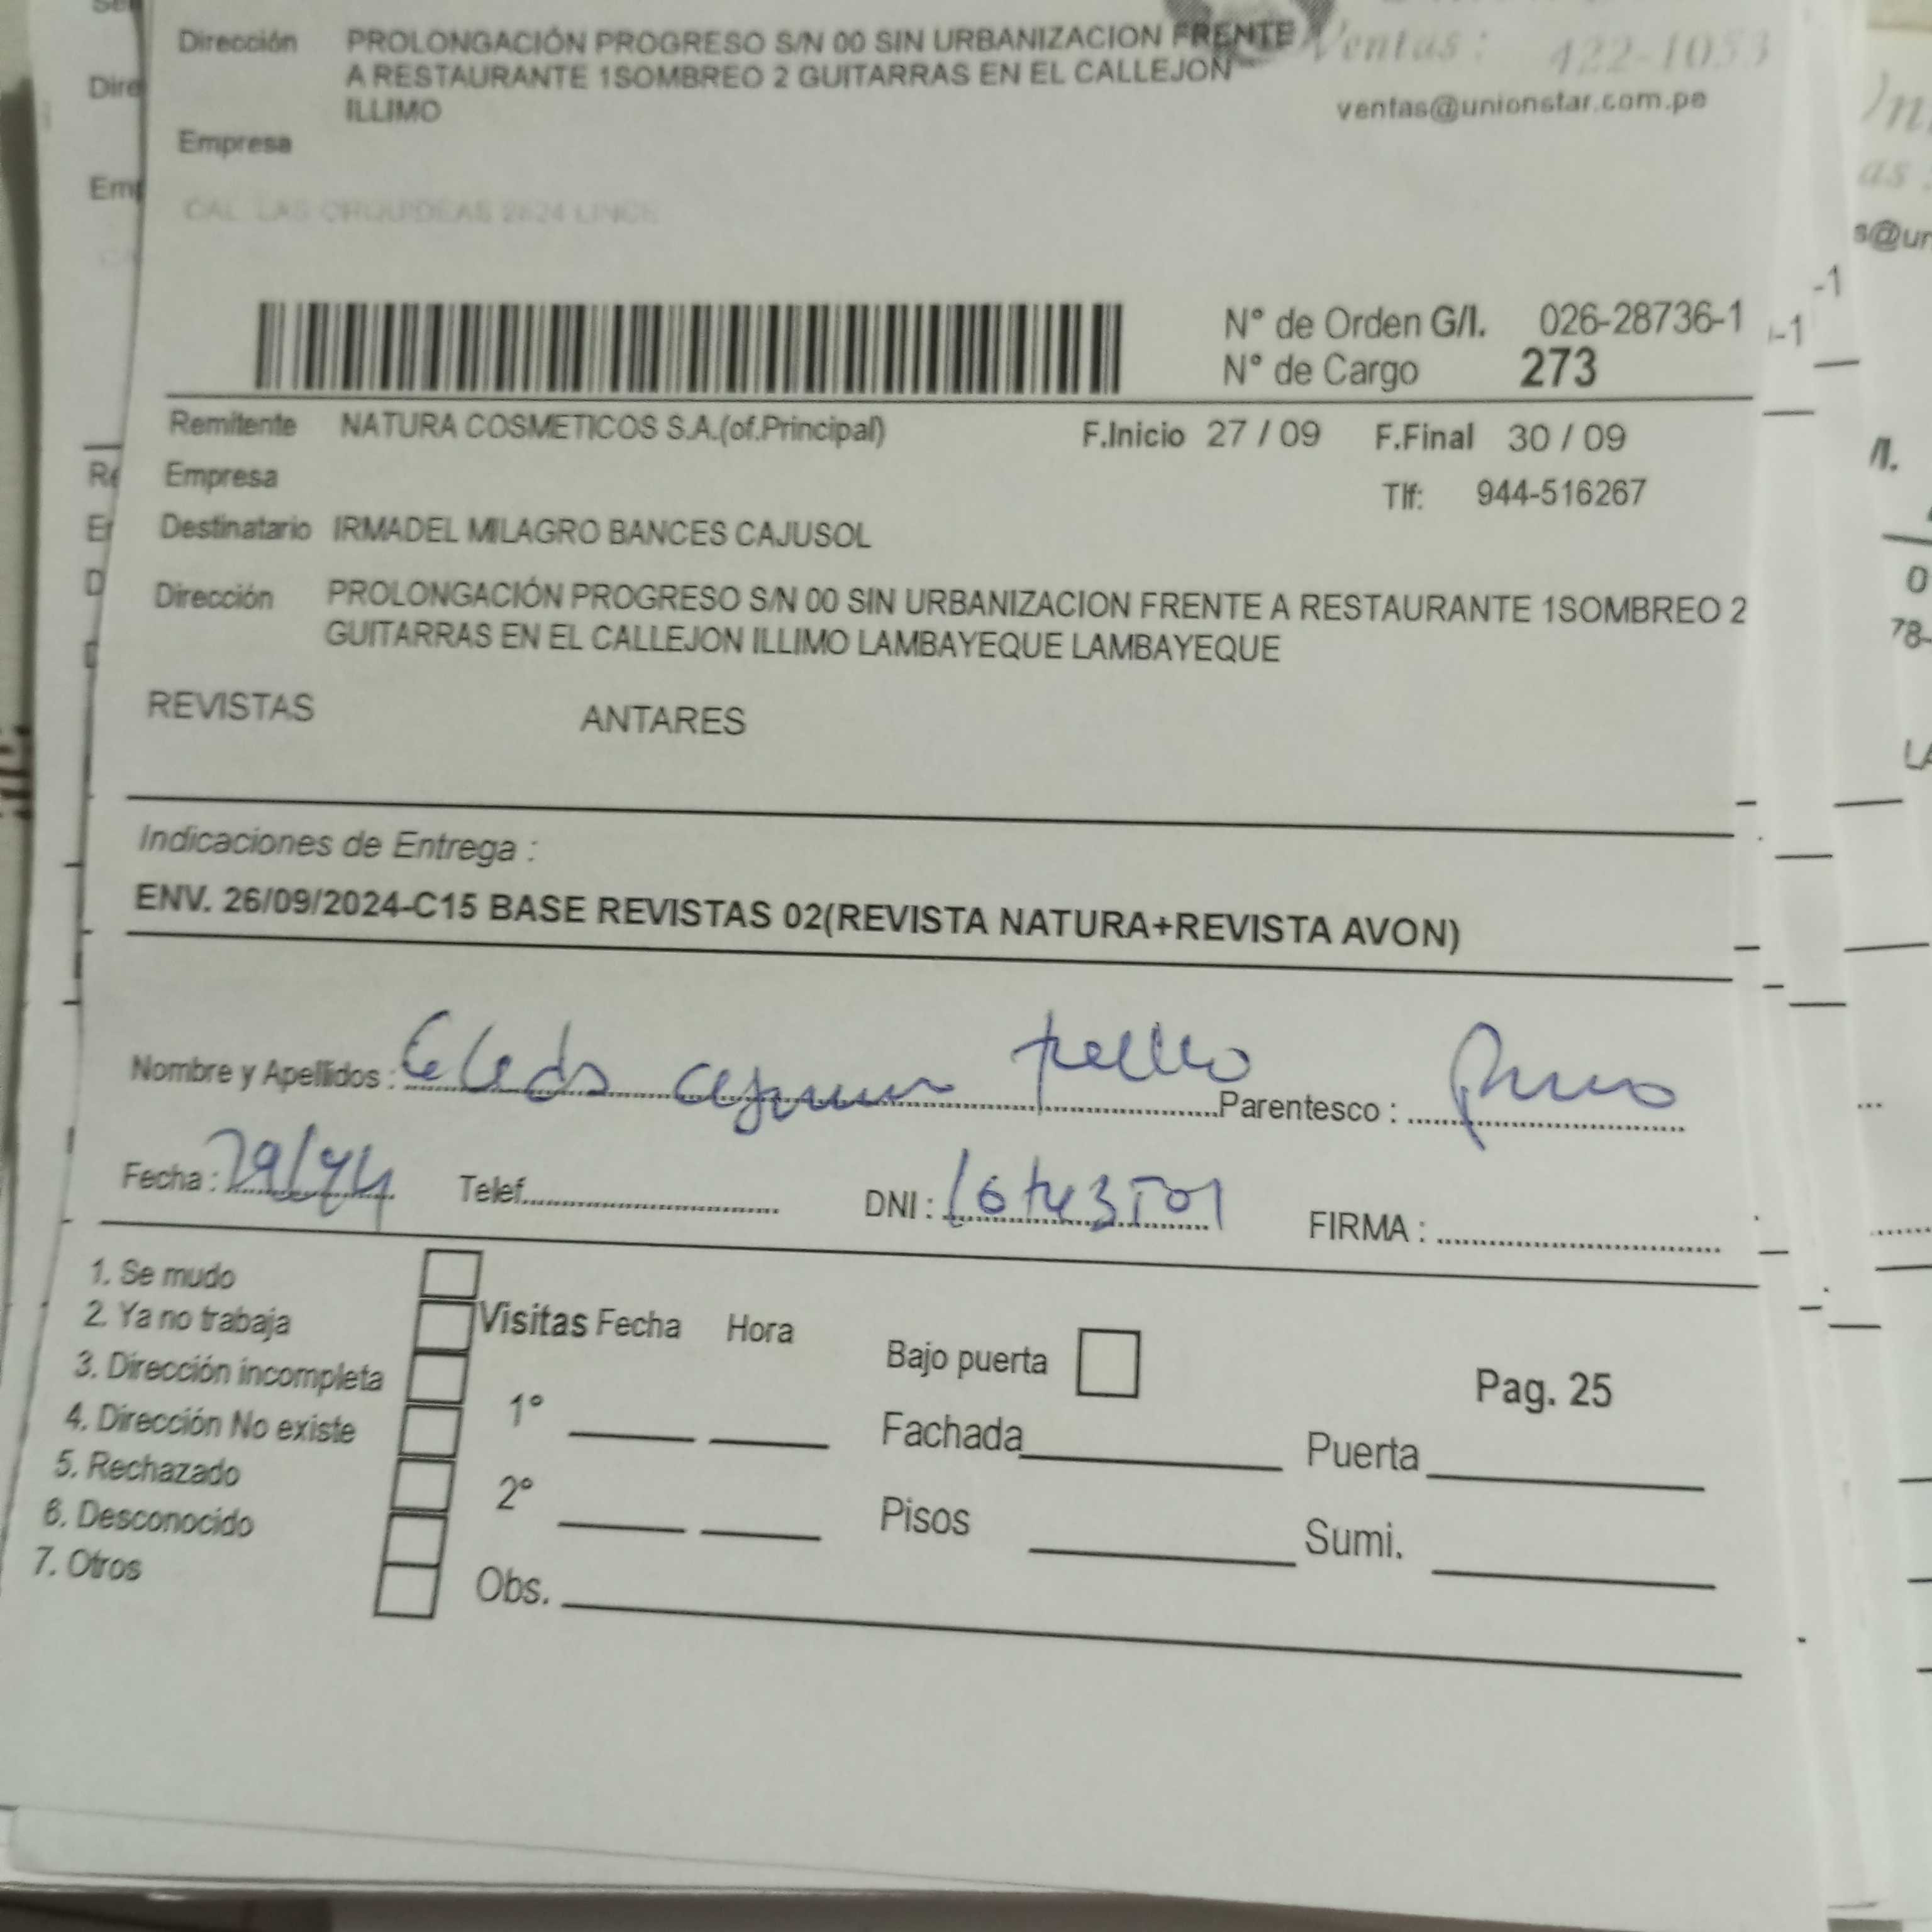 Dirección PROLONGACIÓN PROGRESO S/N 00 SIN URBANIZACION FRENTE
A RESTAURANTE 1SOMBREO 2 GUITARRAS EN EL CALLEJON
ILLIMO
Ventas: 422-1053
ventas@unionstar.com.pe
Empresa
CAL. LAS ORQUIDEAS 2624 LINCE
N° de Orden G/I. 026-28736-1
N° de Cargo 273
Remitente NATURA COSMETICOS S.A.(of.Principal) F.Inicio 27 / 09 F.Final 30 / 09
Empresa Tlf: 944-516267
Destinatario IRMADEL MILAGRO BANCES CAJUSOL
Dirección PROLONGACIÓN PROGRESO S/N 00 SIN URBANIZACION FRENTE A RESTAURANTE 1SOMBREO 2
GUITARRAS EN EL CALLEJON ILLIMO LAMBAYEQUE LAMBAYEQUE
REVISTAS ANTARES
Indicaciones de Entrega :
ENV. 26/09/2024-C15 BASE REVISTAS 02(REVISTA NATURA+REVISTA AVON)
Nombre y Apellidos : Parentesco :
Fecha : Telef. DNI : FIRMA :
1. Se mudo
2. Ya no trabaja
3. Dirección incompleta
4. Dirección No existe
5. Rechazado
6. Desconocido
7. Otros
Visitas Fecha Hora
1°
2°
Obs.
Bajo puerta
Pag. 25
Fachada Puerta
Pisos Sumi.